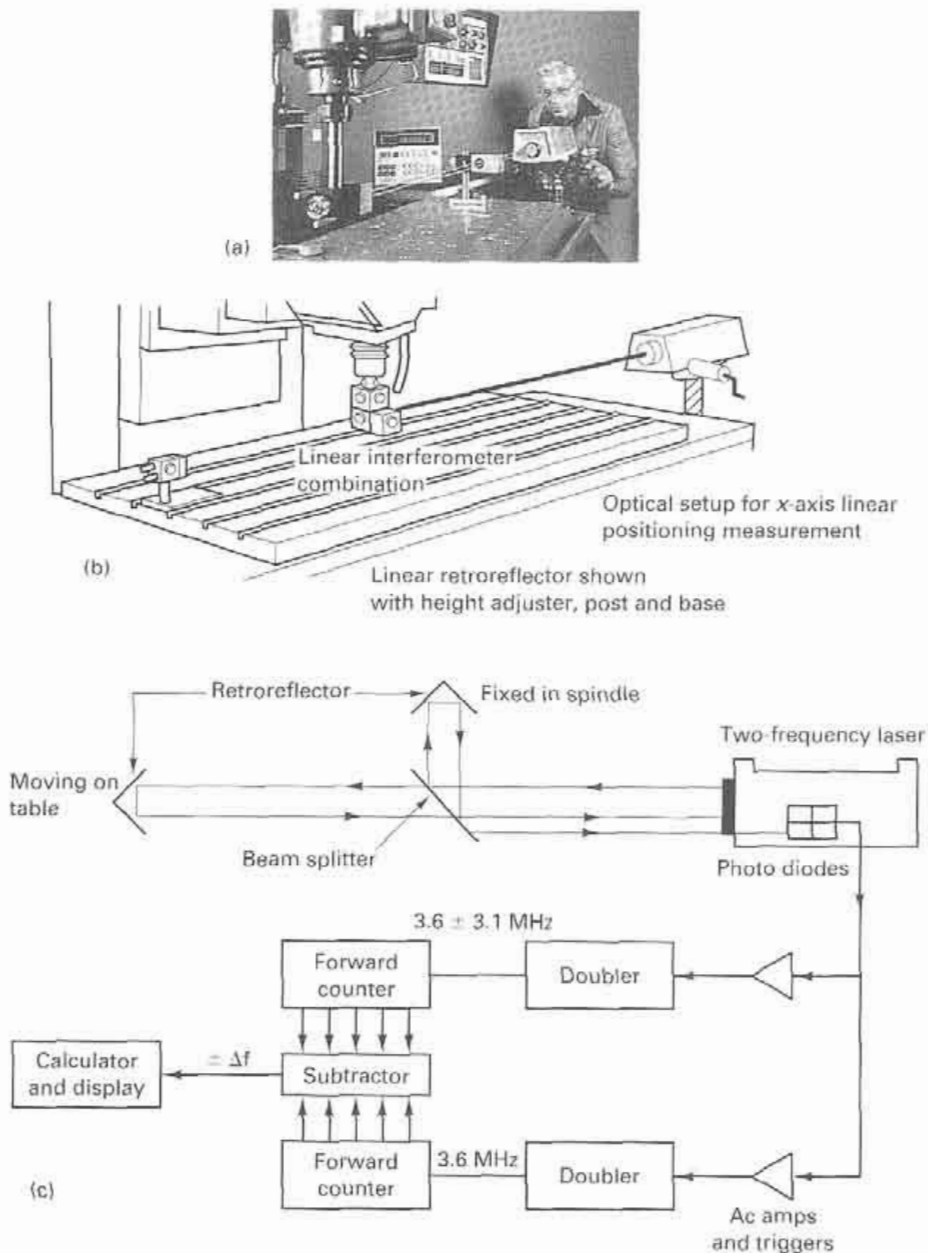 (a)
Linear interferometer
combination
Optical setup for x-axis linear
positioning measurement
(b)
Linear retroreflector shown
with height adjuster, post and base
Retroreflector
Fixed in spindle
Two-frequency laser
Moving on
table
Beam splitter
Photo diodes
3.6 ± 3.1 MHz
Forward
counter
Doubler
Calculator
and display
± Δf
Subtractor
Forward
counter
3.6 MHz
Doubler
(c)
Ac amps
and triggers